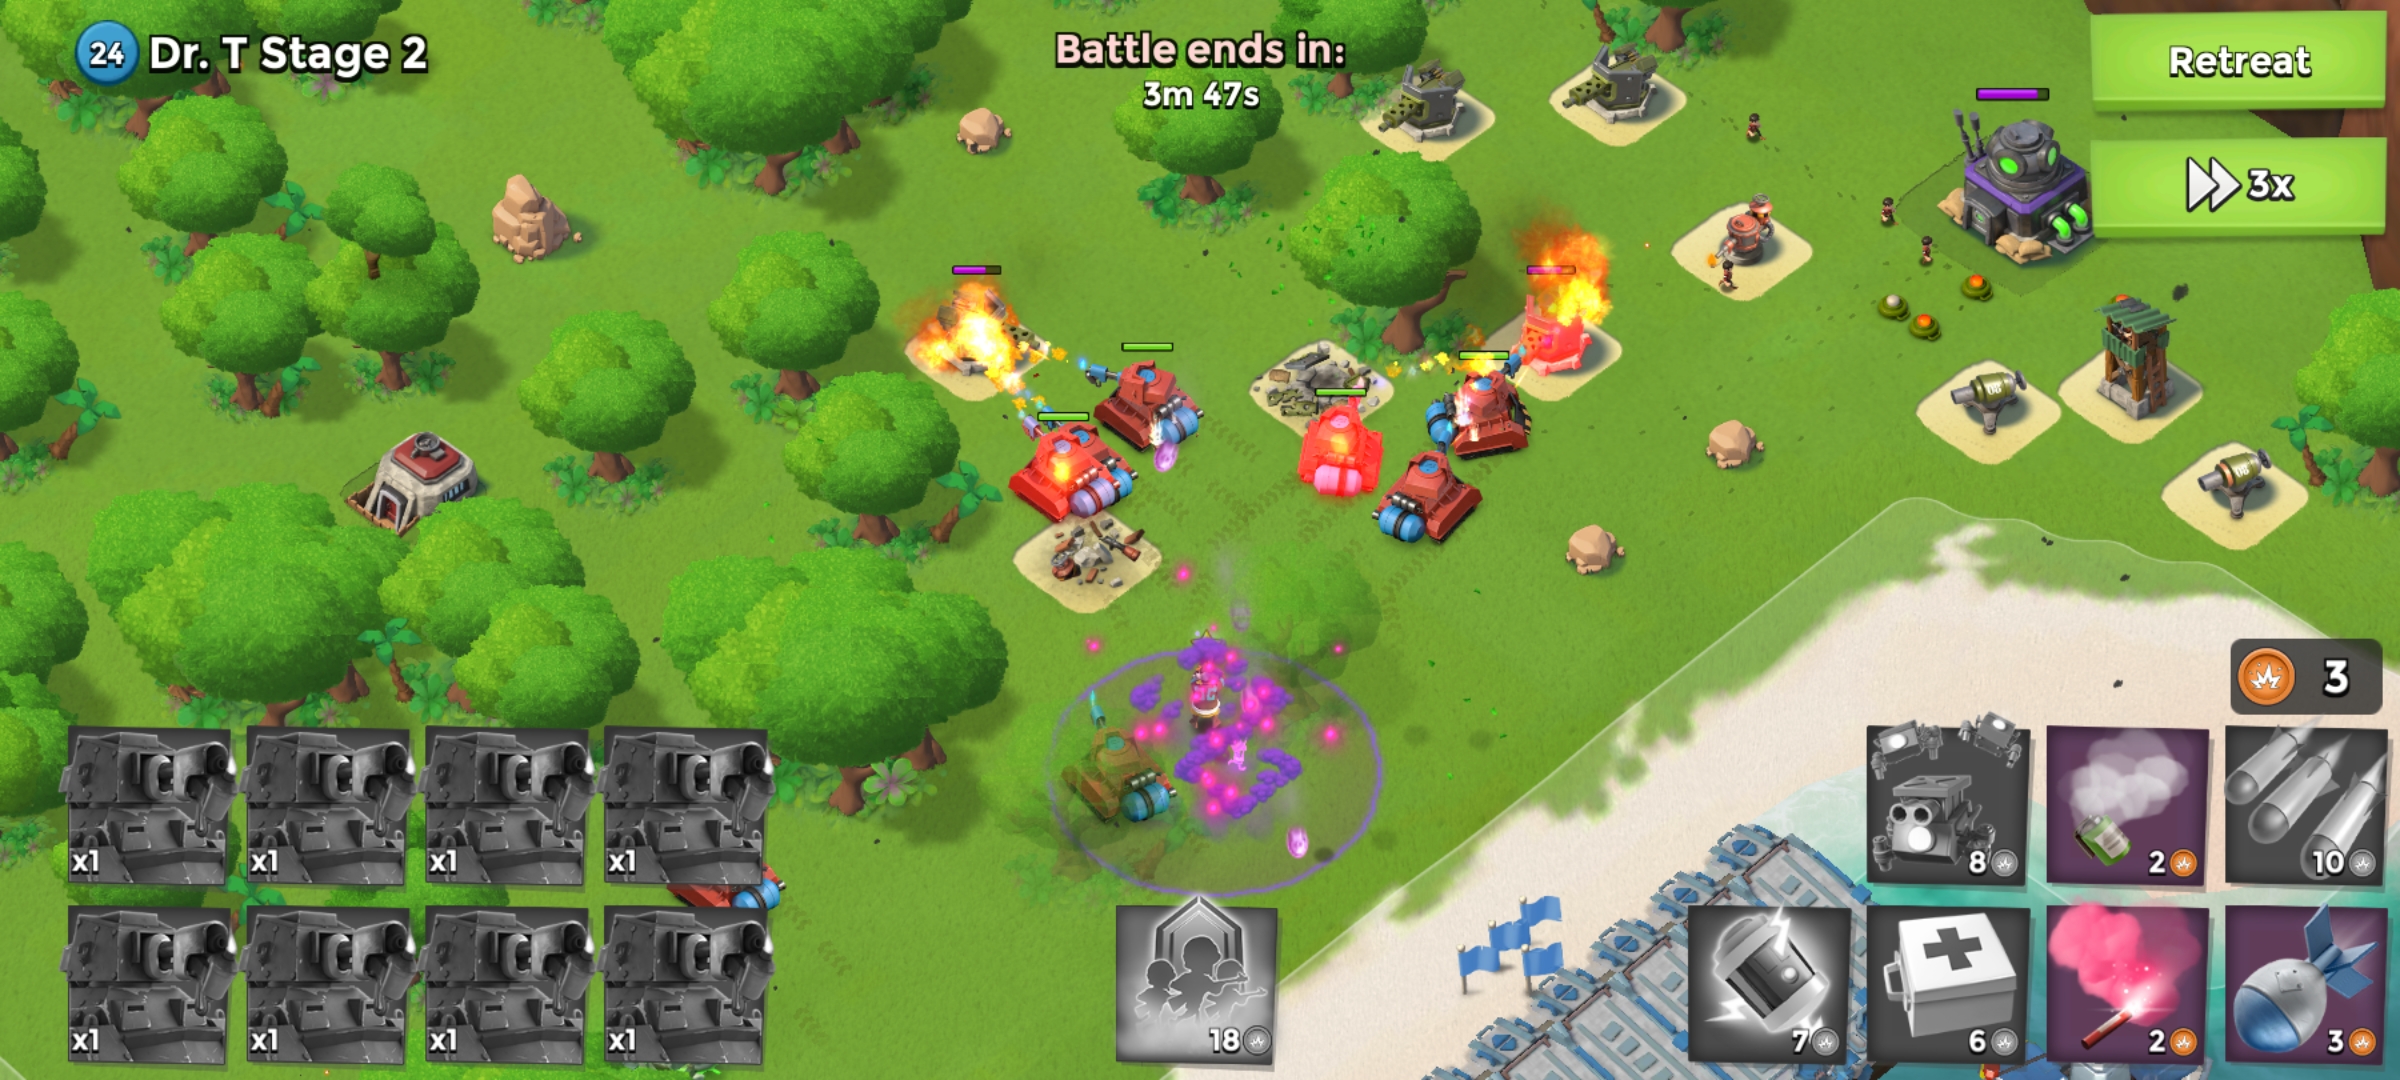 24 Dr. T Stage 2
Battle ends in:
3m 47s
Retreat
3x
3
x1
x1
x1
x1
8
2
10
x1
x1
x1
x1
18
7
6
2
3